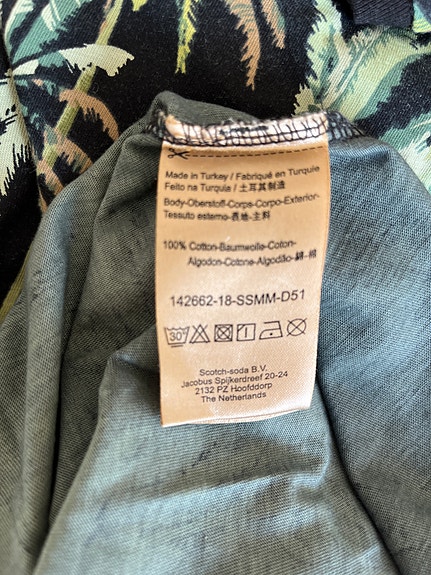 Made in Turkey / Fabriqué en Turquie
Feito na Turquia / 土耳其制造
Body-Oberstoff-Corps-Corpo-Exterior-
Tessuto esterno-表地-主料
100% Cotton-Baumwolle-Coton-
Algodon-Cotone-Algodão-綿-棉
142662-18-SSMM-D51
30°
Scotch-soda B.V.
Jacobus Spijkerdreef 20-24
2132 PZ Hoofddorp
The Netherlands